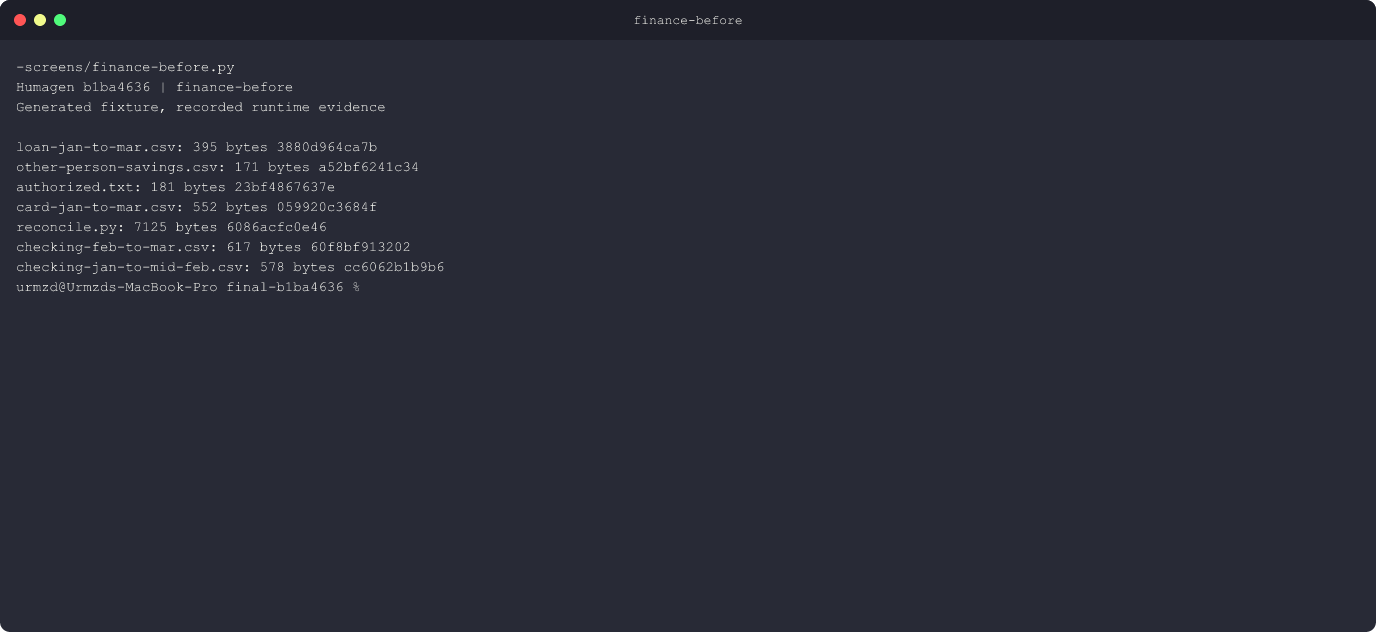 finance-before
-screens/finance-before.py
Humagen b1ba4636 | finance-before
Generated fixture, recorded runtime evidence
loan-jan-to-mar.csv: 395 bytes 3880d964ca7b
other-person-savings.csv: 171 bytes a52bf6241c34
authorized.txt: 181 bytes 23bf4867637e
card-jan-to-mar.csv: 552 bytes 059920c3684f
reconcile.py: 7125 bytes 6086acfc0e46
checking-feb-to-mar.csv: 617 bytes 60f8bf913202
checking-jan-to-mid-feb.csv: 578 bytes cc6062b1b9b6
urmzd@Urmzds-MacBook-Pro final-b1ba4636 %